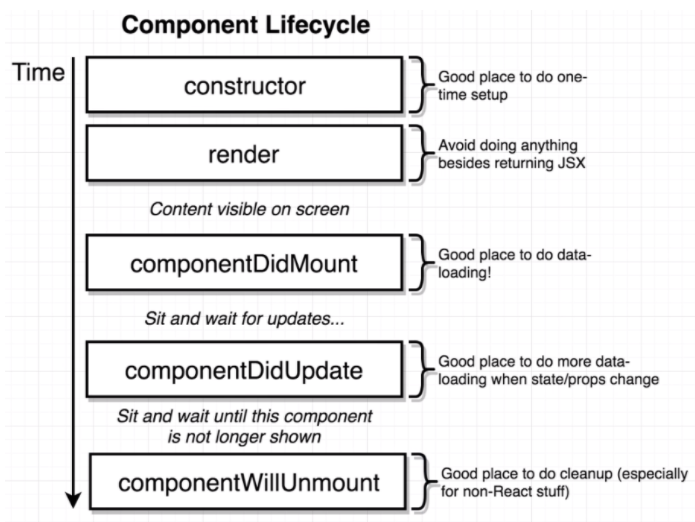 Component Lifecycle
Time
constructor
Good place to do one-
time setup
render
Avoid doing anything
besides returning JSX
Content visible on screen
componentDidMount
Good place to do data-
loading!
Sit and wait for updates...
componentDidUpdate
Good place to do more data-
loading when state/props change
Sit and wait until this component
is not longer shown
componentWillUnmount
Good place to do cleanup (especially
for non-React stuff)